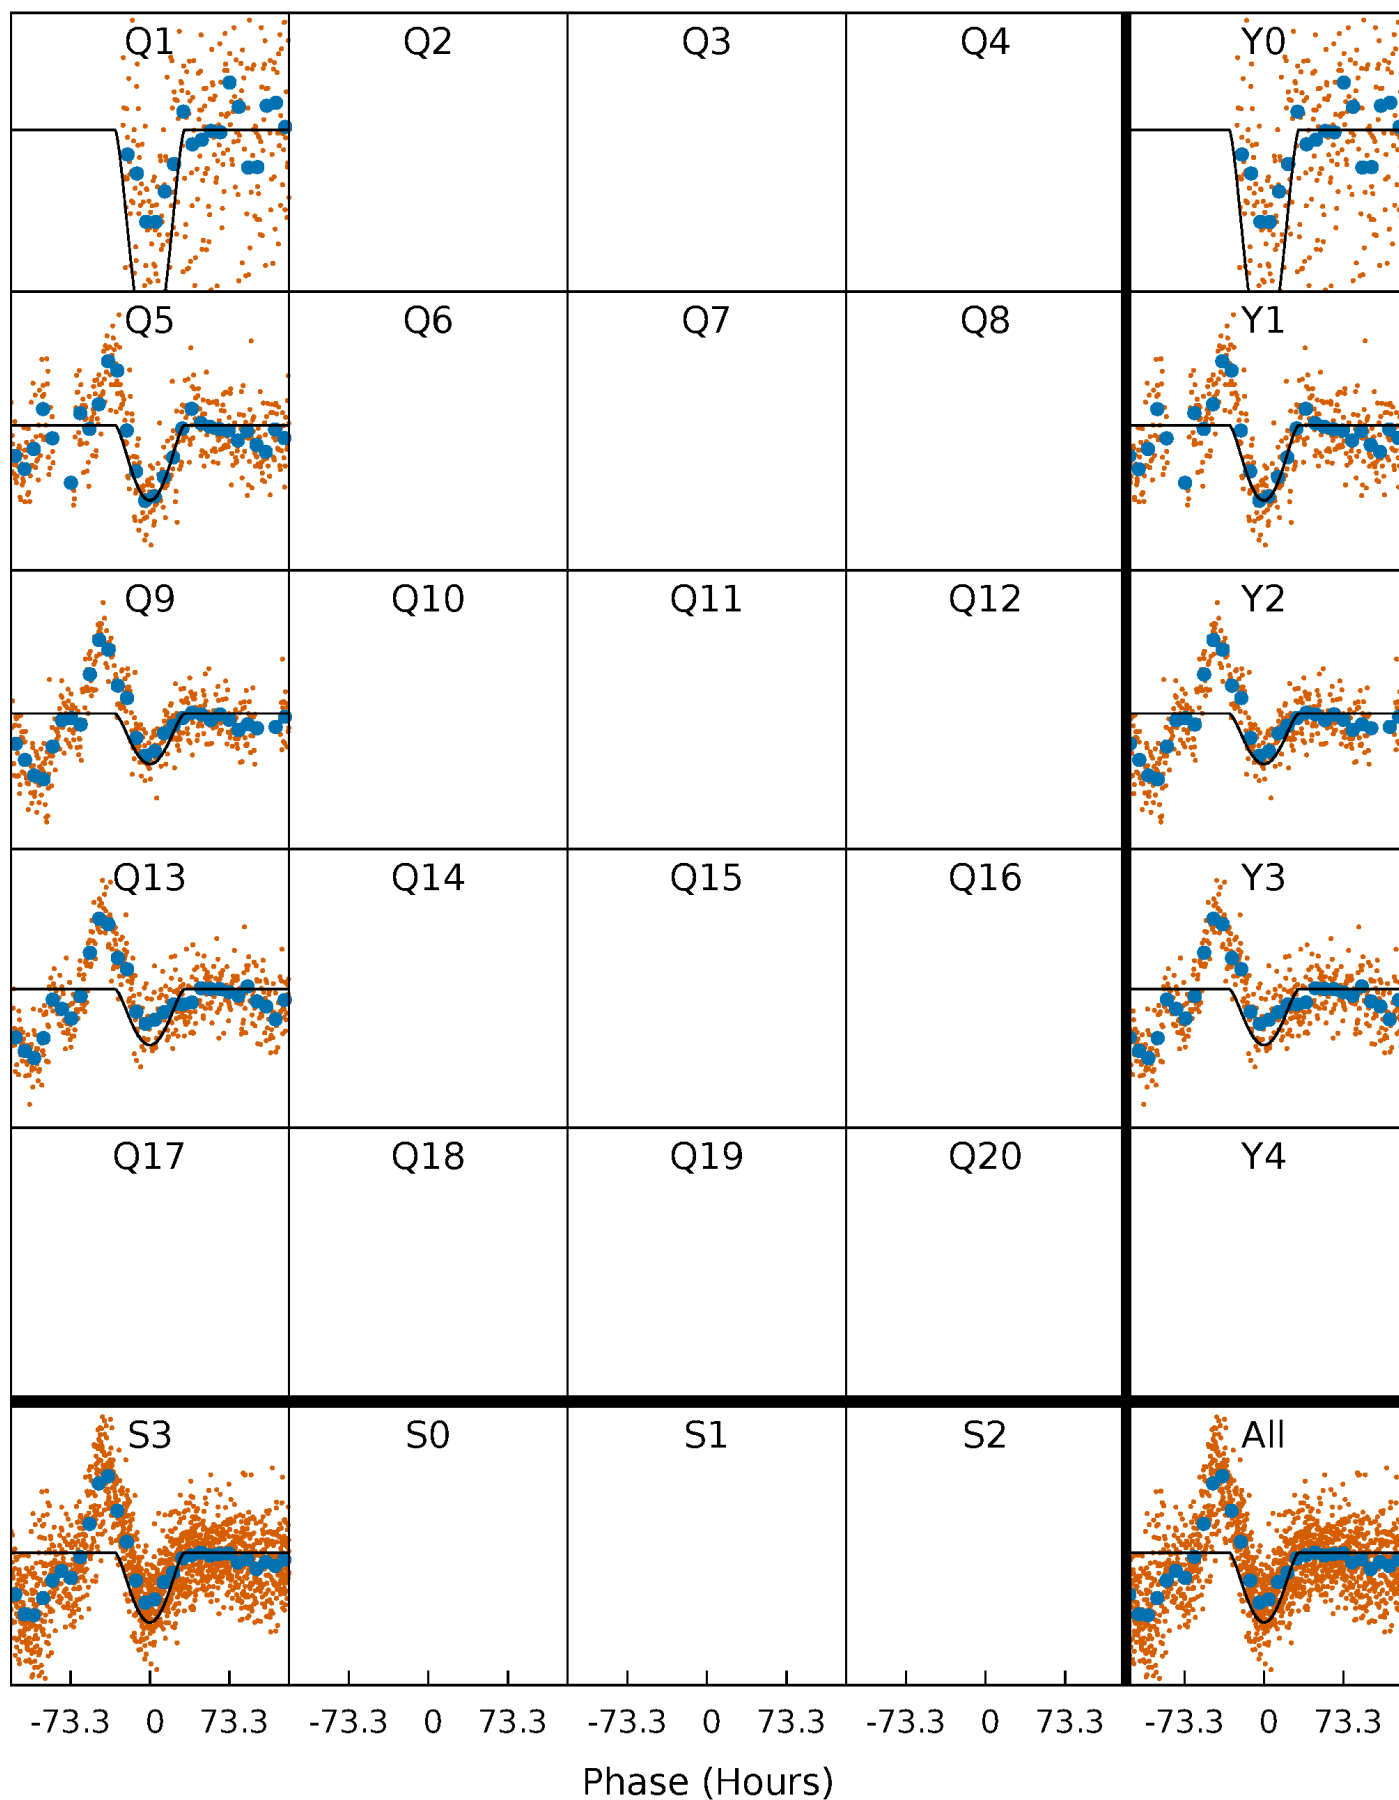 Q1 Q2 Q3 Q4 Y0
Q5 Q6 Q7 Q8 Y1
Q9 Q10 Q11 Q12 Y2
Q13 Q14 Q15 Q16 Y3
Q17 Q18 Q19 Q20 Y4
S3 S0 S1 S2 All
-73.3 0 73.3 -73.3 0 73.3 -73.3 0 73.3 -73.3 0 73.3 -73.3 0 73.3
Phase (Hours)